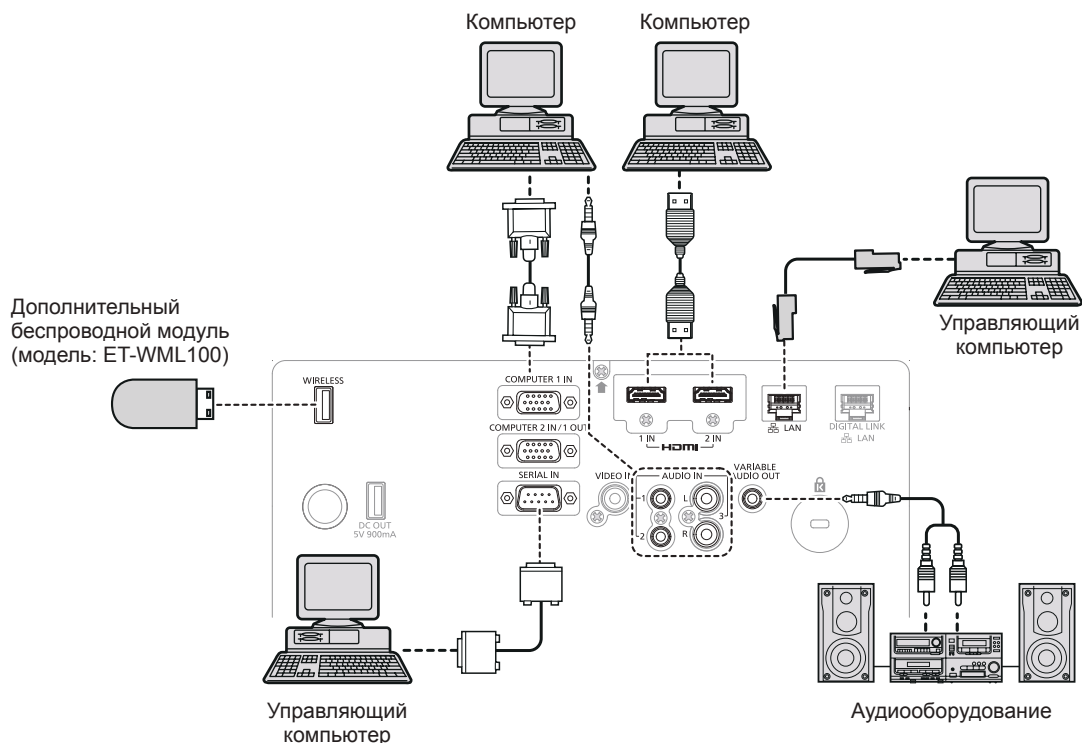 Компьютер
Компьютер
Дополнительный
беспроводной модуль
(модель: ET-WML100)
Управляющий
компьютер
WIRELESS
COMPUTER 1 IN
COMPUTER 2 IN/1 OUT
SERIAL IN
1 IN
2 IN
HDMI
LAN
DIGITAL LINK
LAN
VIDEO IN
AUDIO IN
VARIABLE
AUDIO OUT
1
2
L
R
3
K
DC OUT
5V 900mA
Управляющий
компьютер
Аудиооборудование